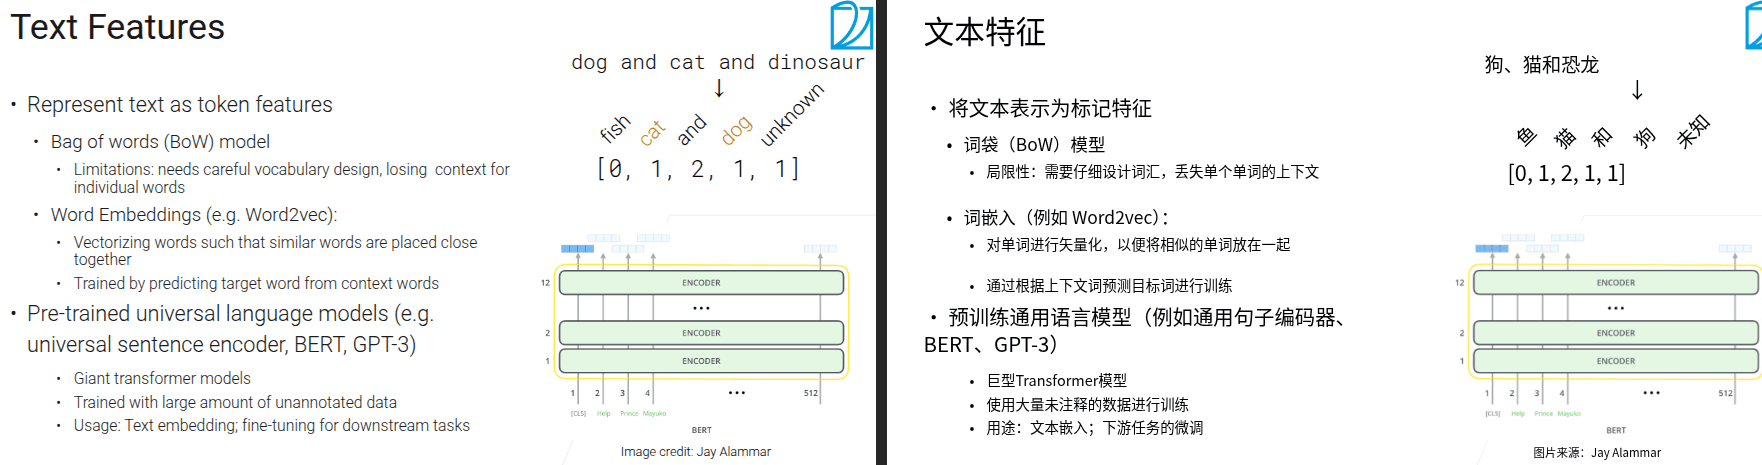 Text Features
dog and cat and dinosaur
↓
fish cat and dog unknown
[0, 1, 2, 1, 1]
• Represent text as token features
• Bag of words (BoW) model
• Limitations: needs careful vocabulary design, losing context for
individual words
• Word Embeddings (e.g. Word2vec):
• Vectorizing words such that similar words are placed close
together
• Trained by predicting target word from context words
• Pre-trained universal language models (e.g.
universal sentence encoder, BERT, GPT-3)
• Giant transformer models
• Trained with large amount of unannotated data
• Usage: Text embedding; fine-tuning for downstream tasks
12 ENCODER
•••
2 ENCODER
1 ENCODER
1 2 3 4 ••• 512
[CLS] Help Prince Mayuko
BERT
Image credit: Jay Alammar
文本特征
狗、猫和恐龙
↓
鱼 猫 和 狗 未知
[0, 1, 2, 1, 1]
• 将文本表示为标记特征
• 词袋（BoW）模型
• 局限性：需要仔细设计词汇，丢失单个单词的上下文
• 词嵌入（例如 Word2vec）：
• 对单词进行矢量化，以便将相似的单词放在一起
• 通过根据上下文词预测目标词进行训练
• 预训练通用语言模型（例如通用句子编码器、
BERT、GPT-3）
• 巨型Transformer模型
• 使用大量未注释的数据进行训练
• 用途：文本嵌入；下游任务的微调
12 ENCODER
•••
2 ENCODER
1 ENCODER
1 2 3 4 ••• 512
[CLS] Help Prince Mayuko
BERT
图片来源：Jay Alammar